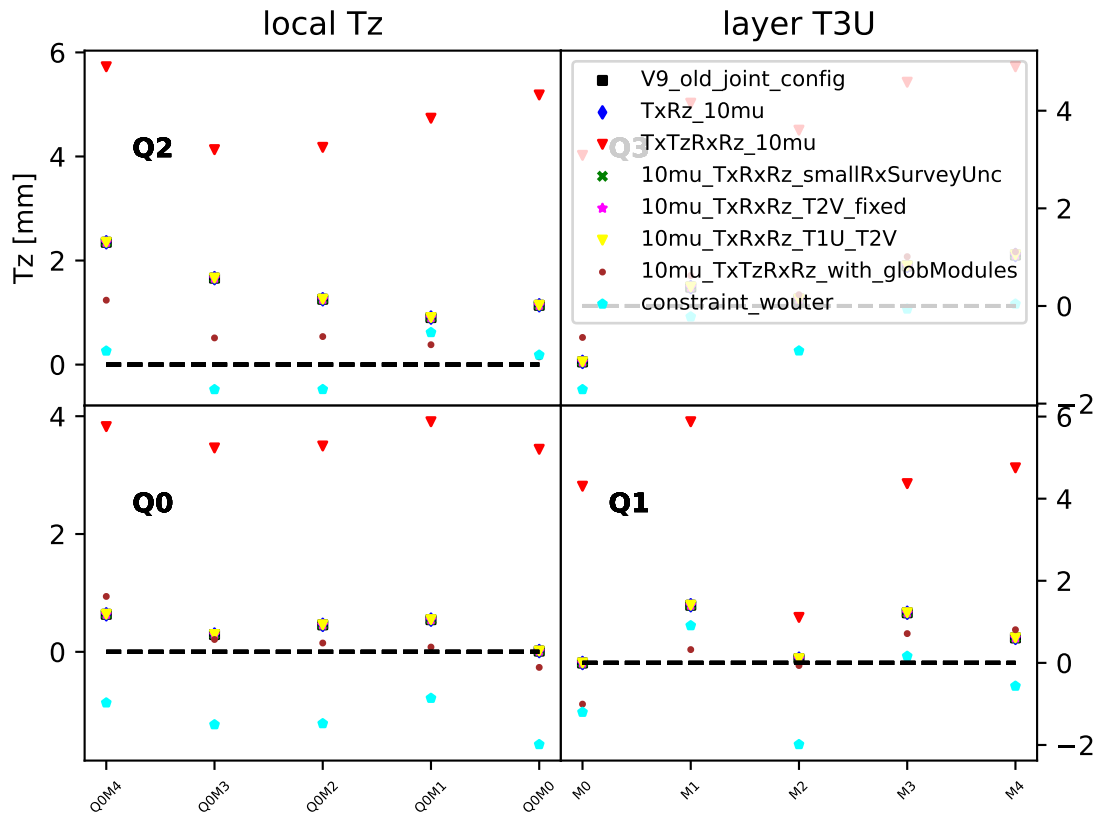 local Tz
layer T3U
Tz [mm]
6
4
2
0
Q2
Q3
V9_old_joint_config
TxRz_10mu
TxTzRxRz_10mu
10mu_TxRxRz_smallRxSurveyUnc
10mu_TxRxRz_T2V_fixed
10mu_TxRxRz_T1U_T2V
10mu_TxTzRxRz_with_globModules
constraint_wouter
4
2
0
−2
4
2
0
Q0
Q1
6
4
2
0
−2
Q0M4
Q0M3
Q0M2
Q0M1
Q0M0
M0
M1
M2
M3
M4